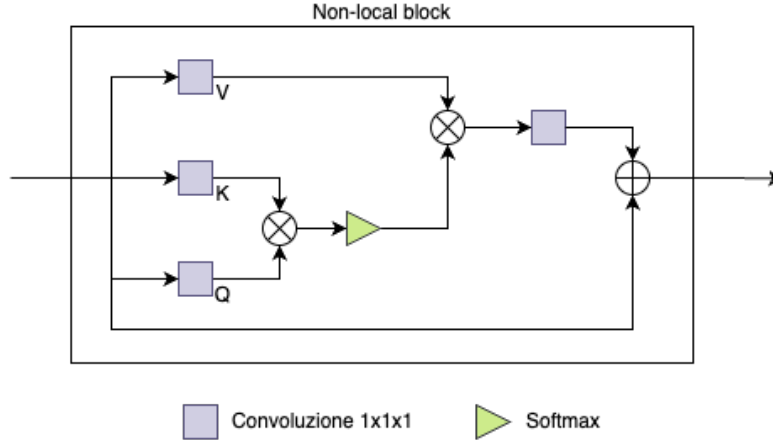 Non-local block
V
K
Q
Convoluzione 1x1x1
Softmax